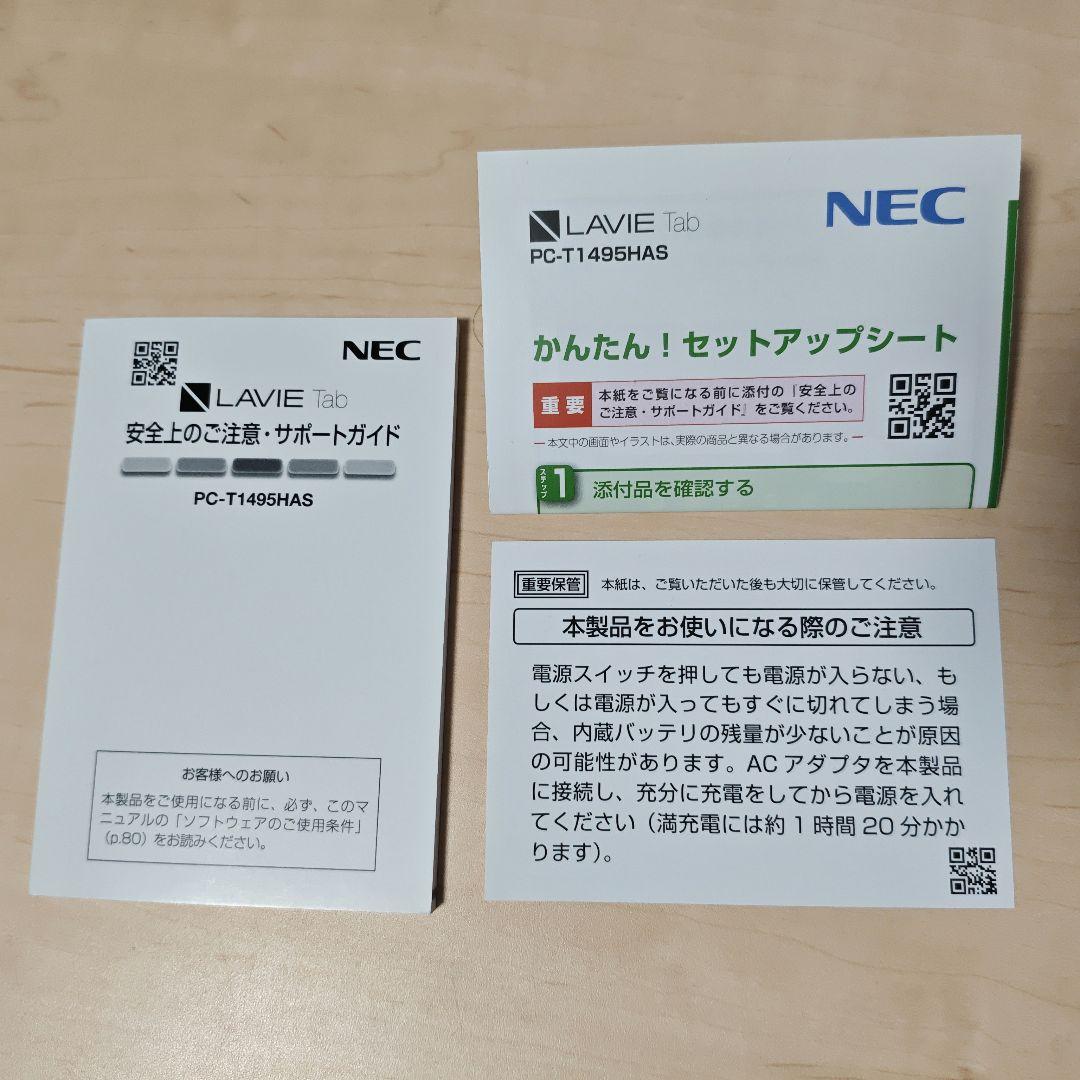 NEC
LAVIE Tab
安全上のご注意・サポートガイド
PC-T1495HAS
お客様へのお願い
本製品をご使用になる前に、必ず、このマ
ニュアルの「ソフトウェアのご使用条件」
(p.80)をお読みください。
LAVIE Tab
NEC
PC-T1495HAS
かんたん！セットアップシート
重要
本紙をご覧になる前に添付の『安全上の
ご注意・サポートガイド』をご覧ください。
本文中の画面やイラストは、実際の商品と異なる場合があります。
ステップ
1
添付品を確認する
重要保管
本紙は、ご覧いただいた後も大切に保管してください。
本製品をお使いになる際のご注意
電源スイッチを押しても電源が入らない、も
しくは電源が入ってもすぐに切れてしまう場
合、内蔵バッテリの残量が少ないことが原因
の可能性があります。ACアダプタを本製品
に接続し、充分に充電をしてから電源を入れ
てください（満充電には約1時間20分かか
ります）。